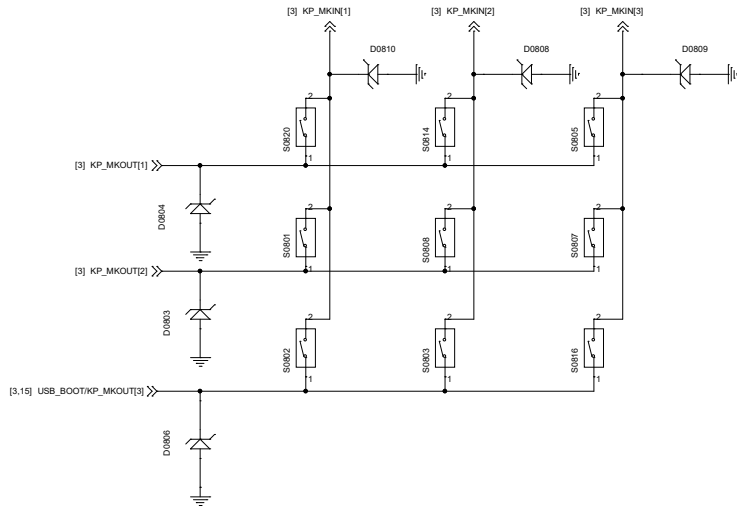 [3] KP_MKIN[1]
[3] KP_MKIN[2]
[3] KP_MKIN[3]
D0810
D0808
D0809
2
2
2
S0820
S0814
S0805
1
1
1
[3] KP_MKOUT[1]
D0804
2
2
2
S0801
S0808
S0807
1
1
1
[3] KP_MKOUT[2]
D0803
2
2
2
S0802
S0803
S0816
1
1
1
[3,15] USB_BOOT/KP_MKOUT[3]
D0806